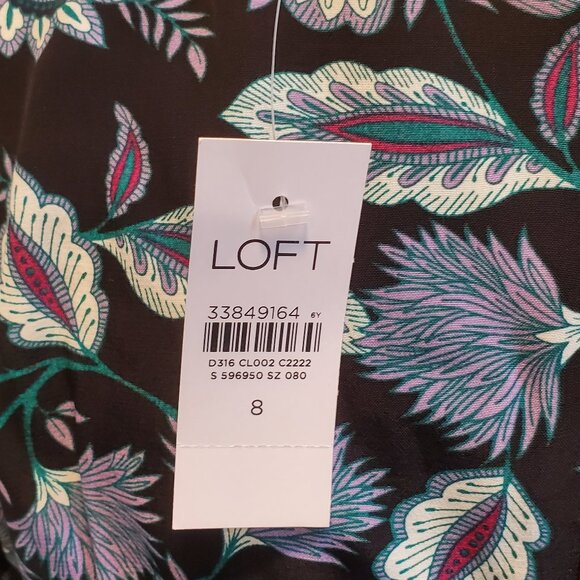 LOFT
33849164 6Y
D316 CL002 C2222
S 596950 SZ 080
8